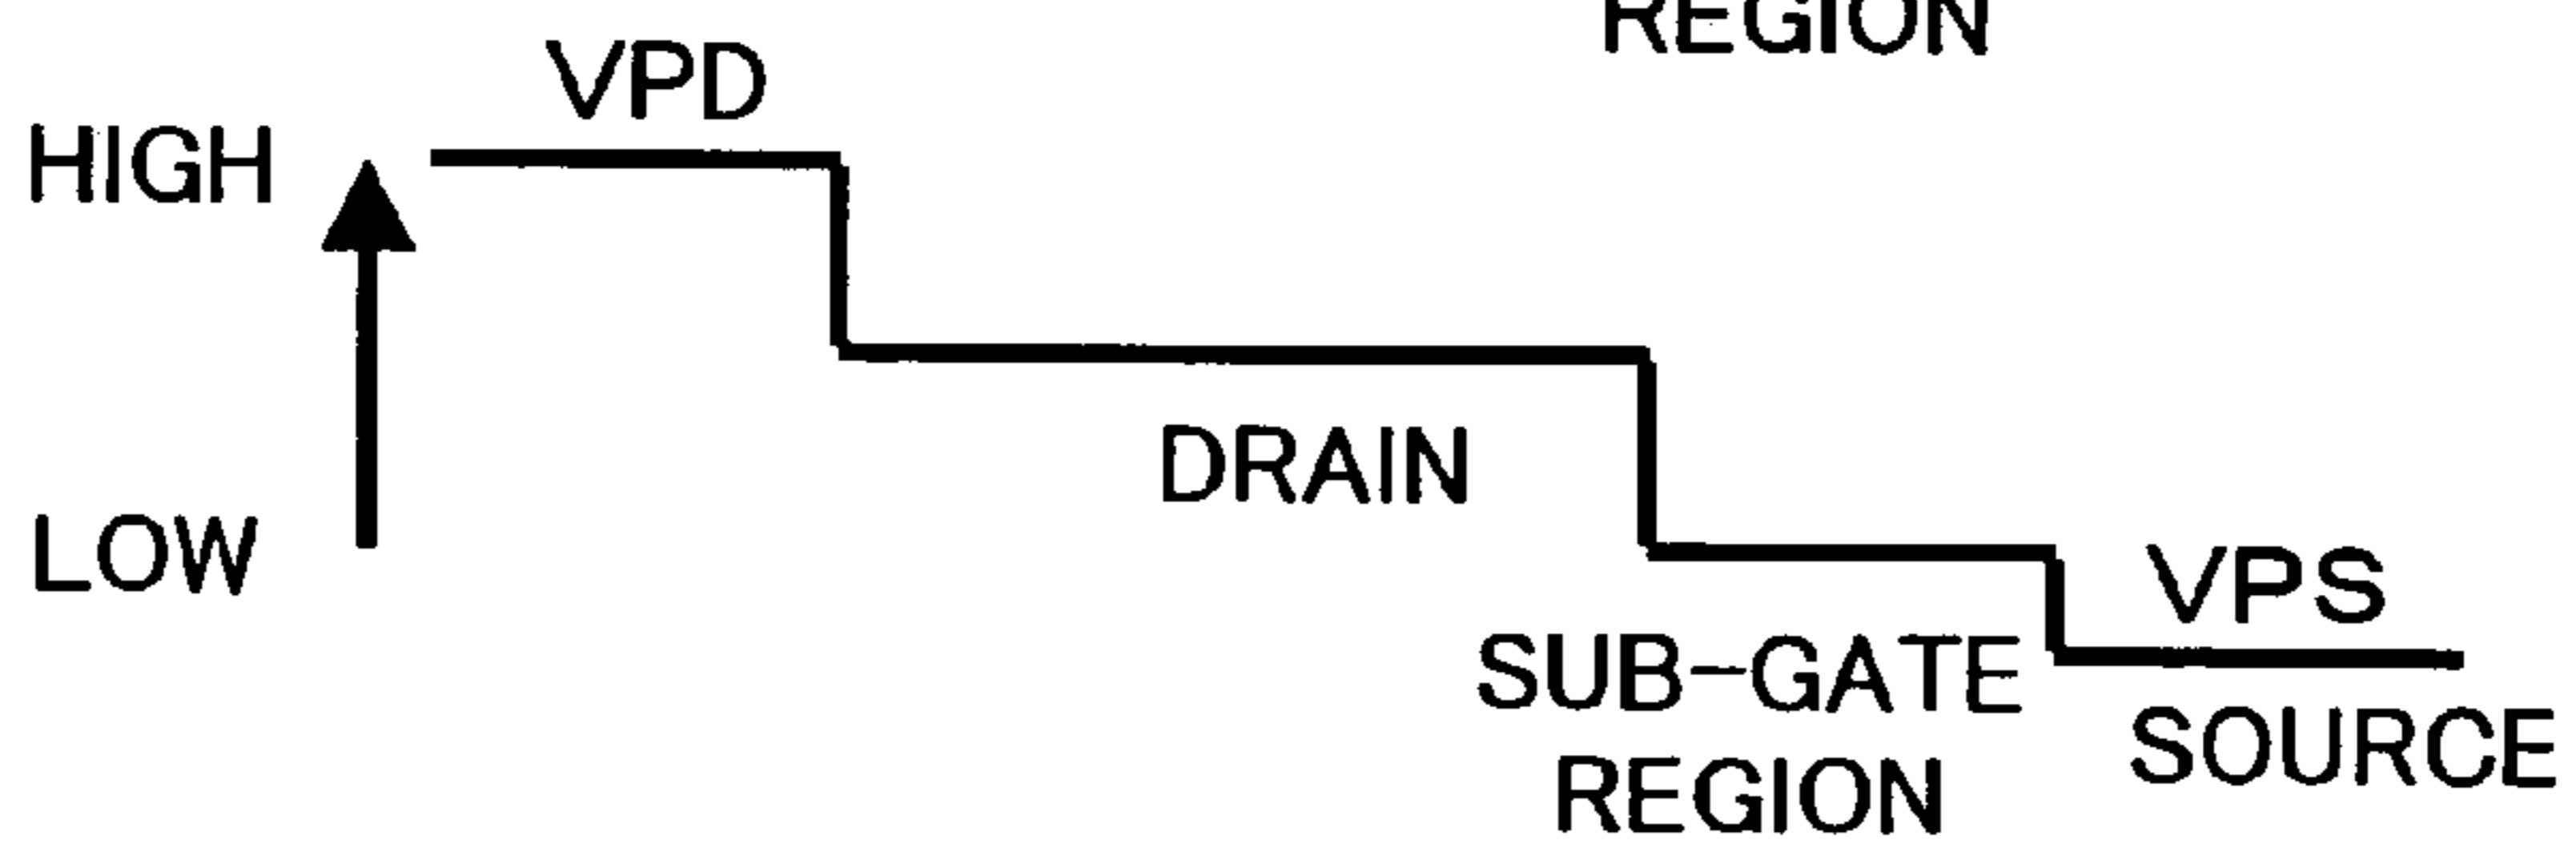 REGION
VPD
HIGH
DRAIN
LOW
VPS
SUB-GATE
REGION
SOURCE